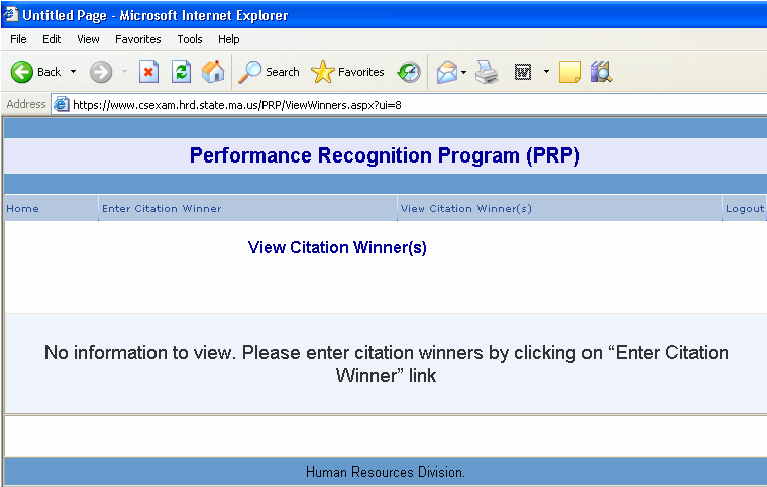 Untitled Page - Microsoft Internet Explorer
File Edit View Favorites Tools Help
Back Search Favorites W
Address https://www.csexam.hrd.state.ma.us/PRP/ViewWinners.aspx?ui=8
Performance Recognition Program (PRP)
Home Enter Citation Winner View Citation Winner(s) Logout
View Citation Winner(s)
No information to view. Please enter citation winners by clicking on “Enter Citation
Winner” link
Human Resources Division.